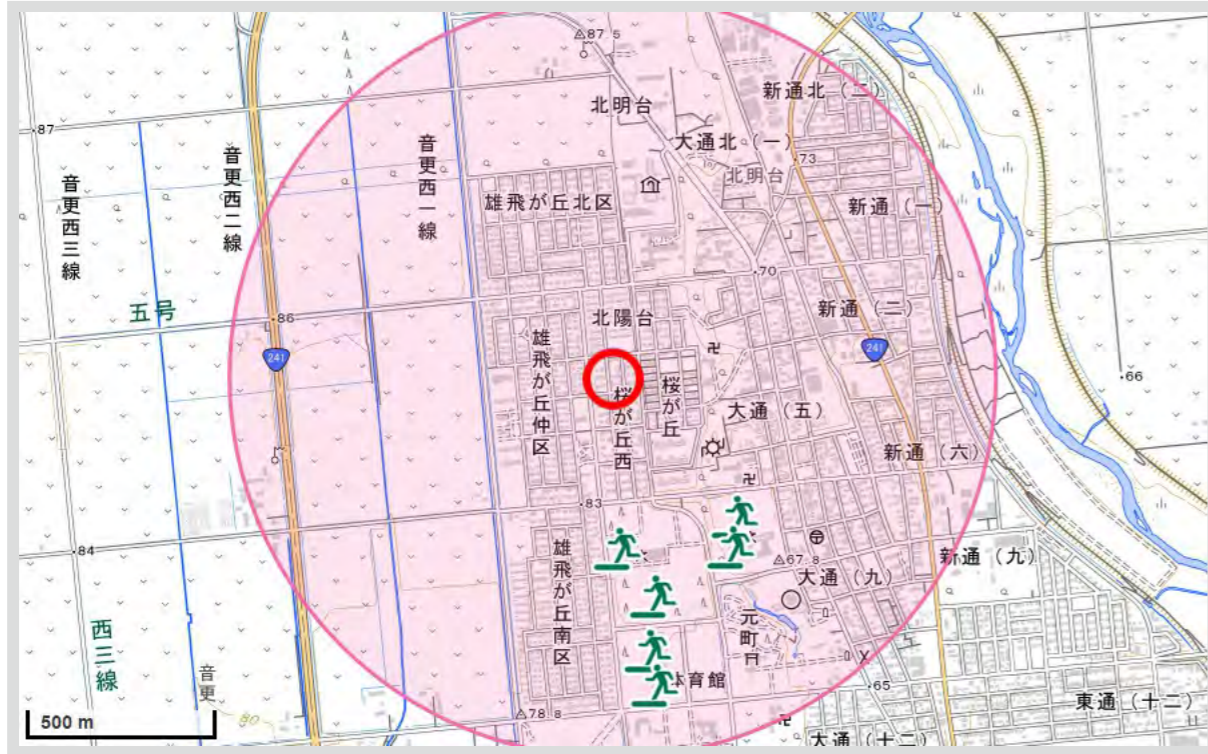 87.5
新通北(二)
北明台
87
大通北(一)
73
北明台
音更西一線
音更西二線
音更西三線
雄飛が丘北区
新通(一)
70
五号
86
北陽台
新通(二)
241
241
雄飛が丘仲区
66
桜が丘
桜が丘西
大通(五)
新通(六)
83
84
雄飛が丘南区
67.8
大通(九)
新通(九)
元町
西三線
音更
80
体育館
65
78.8
東通(十二)
大通(十二)
500 m